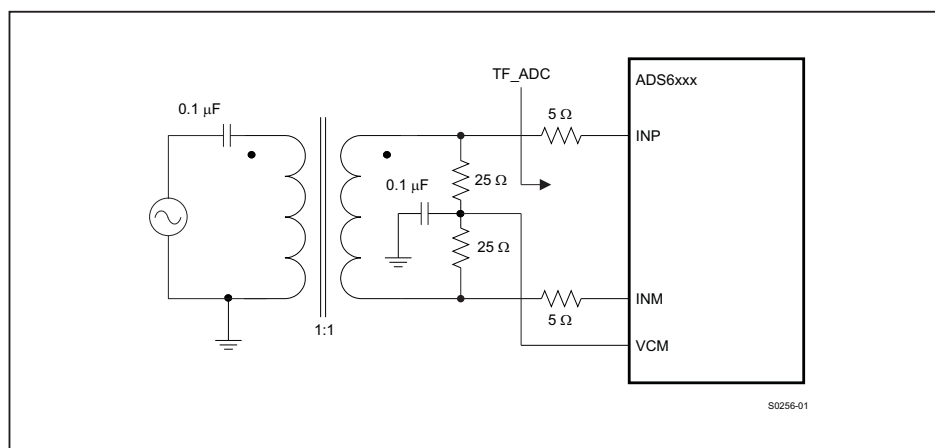 TF_ADC
ADS6xxx
0.1 μF
5 Ω
INP
0.1 μF
25 Ω
25 Ω
INM
5 Ω
1:1
VCM
S0256-01